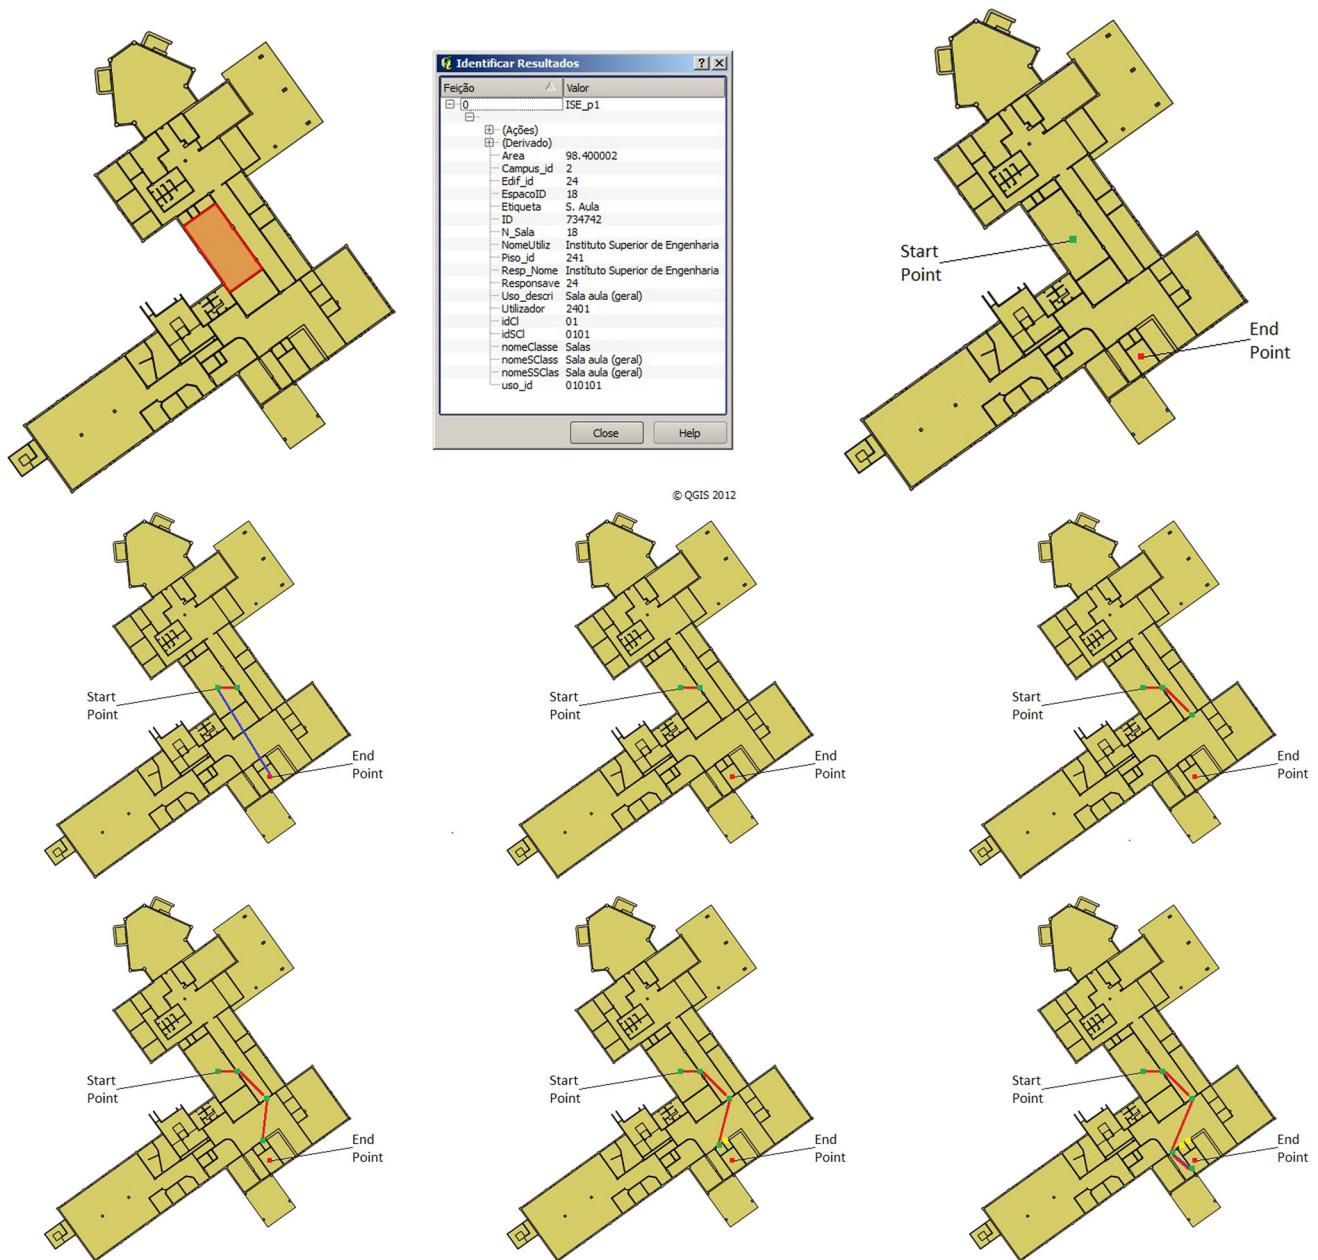 Identificar Resultados
Feição Valor
0 ISE_p1
(Ações)
(Derivado)
Area 98.400002
Campus_id 2
Edif_id 24
EspacoID 18
Etiqueta S. Aula
ID 734742
N_Sala 18
NomeUtiliz Instituto Superior de Engenharia
Piso_id 241
Resp_Nome Instítuto Superior de Engenharia
Responsave 24
Uso_descri Sala aula (geral)
Utilizador 2401
idCl 01
idSCl 0101
nomeClasse Salas
nomeSClass Sala aula (geral)
nomeSSClas Sala aula (geral)
uso_id 010101
Close Help
© QGIS 2012
Start
Point
End
Point
Start
Point
End
Point
Start
Point
End
Point
Start
Point
End
Point
Start
Point
End
Point
Start
Point
End
Point
Start
Point
End
Point